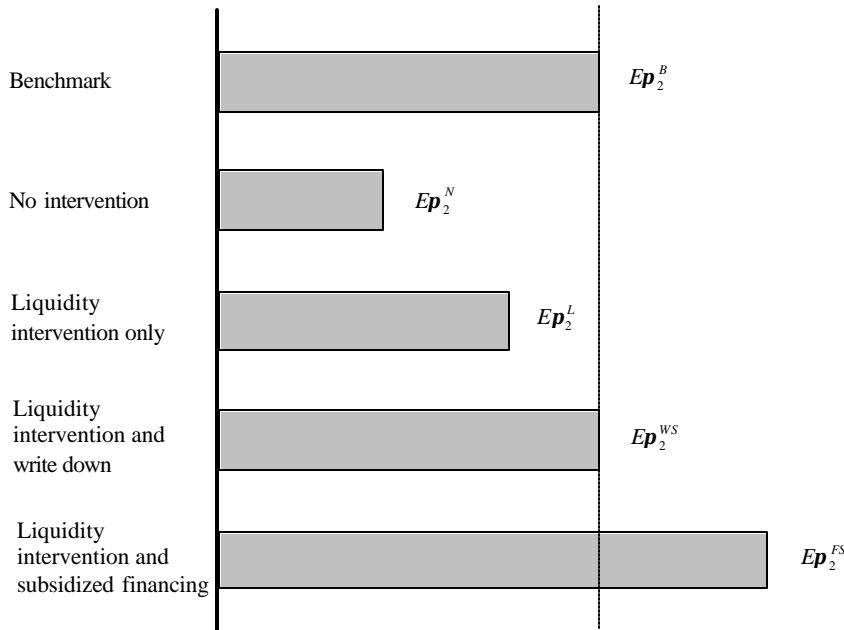 Benchmark
Ep₂ᴮ
No intervention
Ep₂ᴺ
Liquidity
intervention only
Ep₂ᴸ
Liquidity
intervention and
write down
Ep₂ᵂˢ
Liquidity
intervention and
subsidized financing
Ep₂ꟳˢ